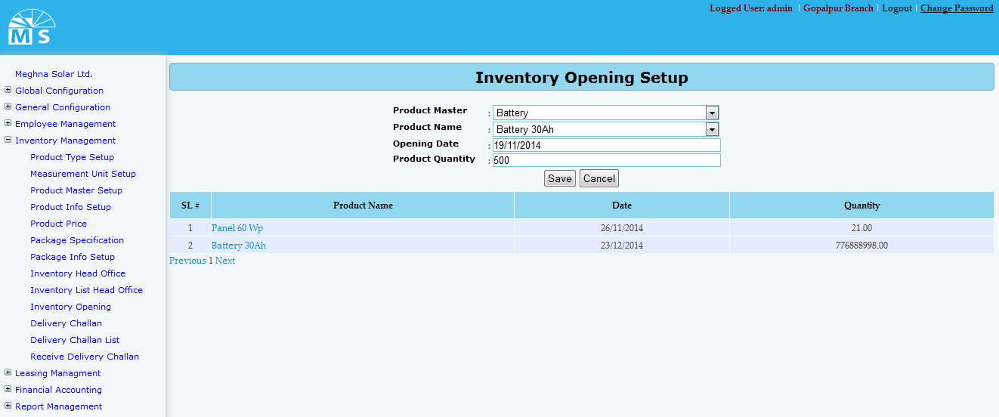 Logged User: admin | Gopalpur Branch | Logout | Change Password
M S
Meghna Solar Ltd.
Global Configuration
General Configuration
Employee Management
Inventory Management
Product Type Setup
Measurement Unit Setup
Product Master Setup
Product Info Setup
Product Price
Package Specification
Package Info Setup
Inventory Head Office
Inventory List Head Office
Inventory Opening
Delivery Challan
Delivery Challan List
Receive Delivery Challan
Leasing Managment
Financial Accounting
Report Management
Inventory Opening Setup
Product Master : Battery
Product Name : Battery 30Ah
Opening Date : 19/11/2014
Product Quantity : 500
Save Cancel
SL # Product Name Date Quantity
1 Panel 60 Wp 26/11/2014 21.00
2 Battery 30Ah 23/12/2014 776888998.00
Previous 1 Next